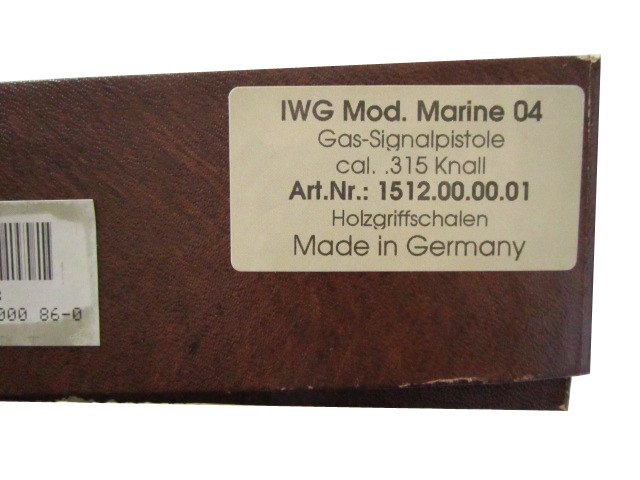 IWG Mod. Marine 04
Gas-Signalpistole
cal. .315 Knall
Art.Nr.: 1512.00.00.01
Holzgriffschalen
Made in Germany
000 86-0